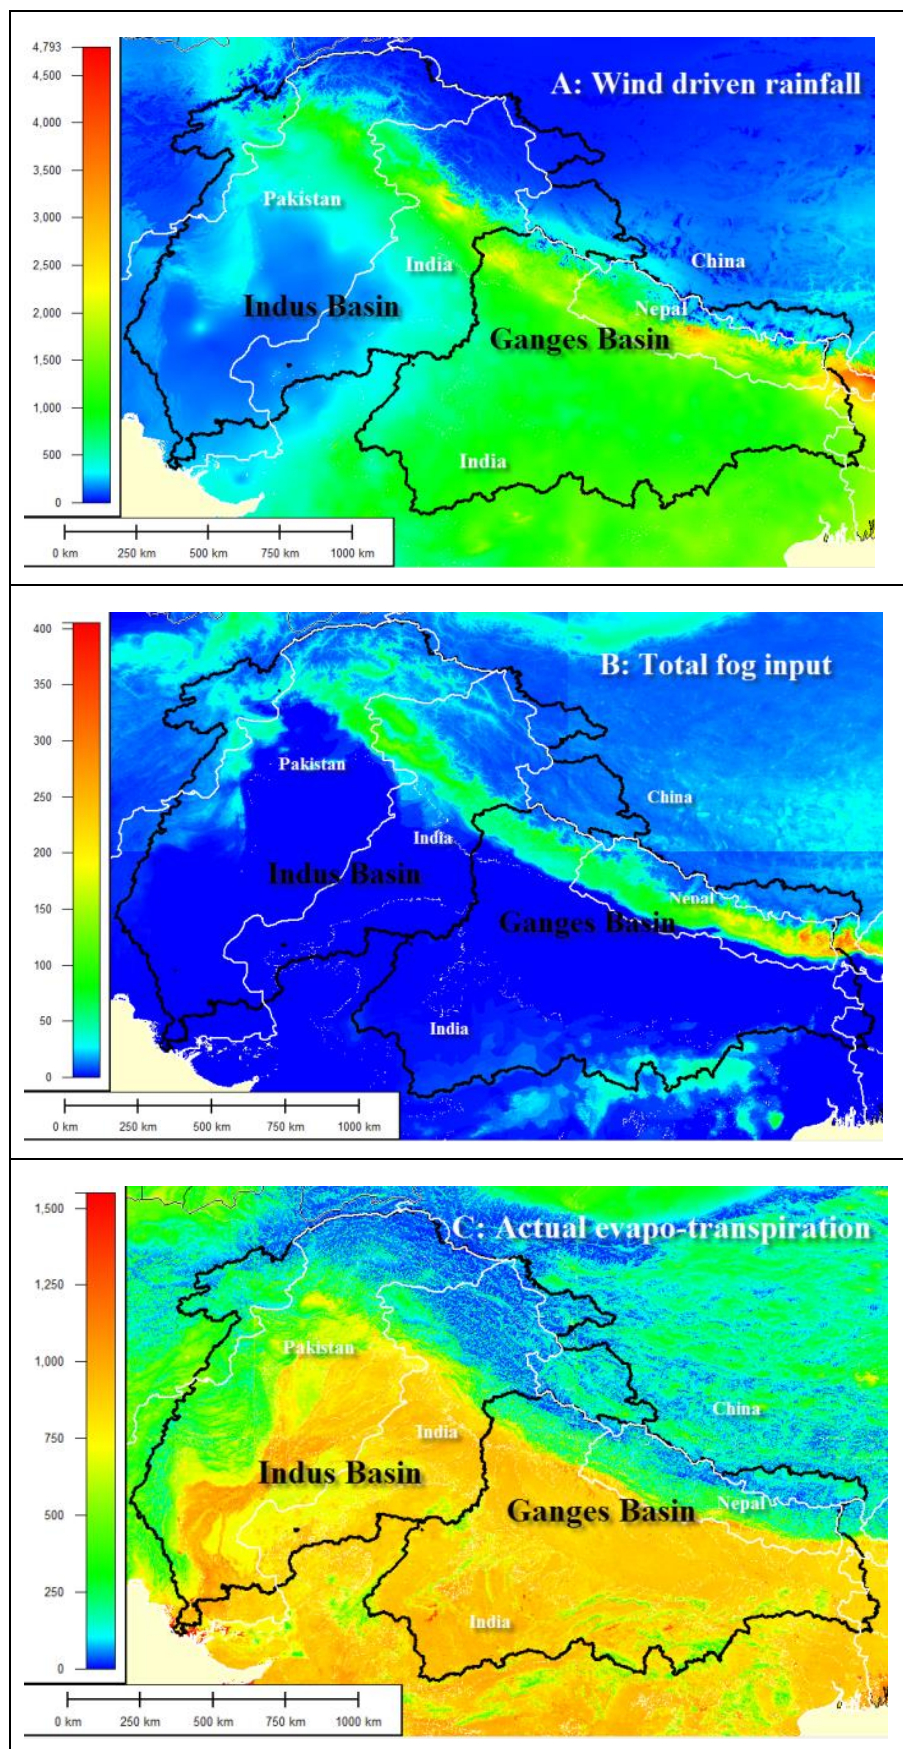 A: Wind driven rainfall
4,793
4,500
4,000
3,000
2,500
2,000
1,500
1,000
500
0
Pakistan
India
China
Nepal
Indus Basin
Ganges Basin
India
0 km 250 km 500 km 750 km 1000 km
B: Total fog input
400
350
300
250
200
150
100
50
0
Pakistan
China
India
Indus Basin
Nepal
Ganges Basin
India
0 km 250 km 500 km 750 km 1000 km
C: Actual evapo-transpiration
1,500
1,250
1,000
750
500
250
0
Pakistan
China
India
Indus Basin
Nepal
Ganges Basin
India
0 km 250 km 500 km 750 km 1000 km